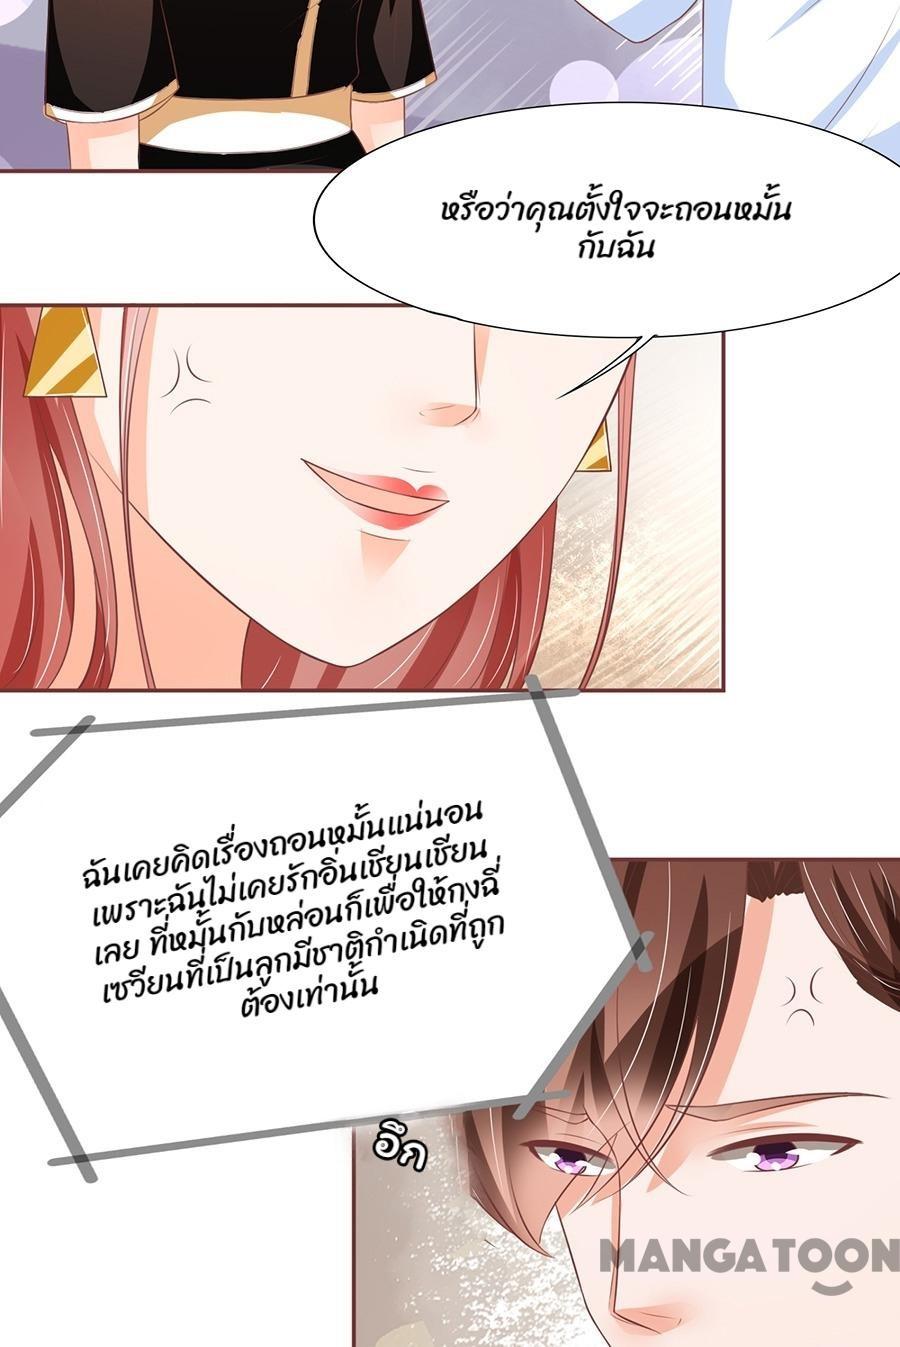 หรือว่าคุณตั้งใจจะถอนหมั้น
กับฉัน
ฉันเคยคิดเรื่องถอนหมั้นแน่นอน
เพราะฉันไม่เคยรักอิ่นเชียนเชียน
เลย ที่หมั้นกับหล่อนก็เพื่อให้กงฉี่
เซวียนที่เป็นลูกมีชาติกำเนิดที่ถูก
ต้องเท่านั้น
อึก
MANGATOON